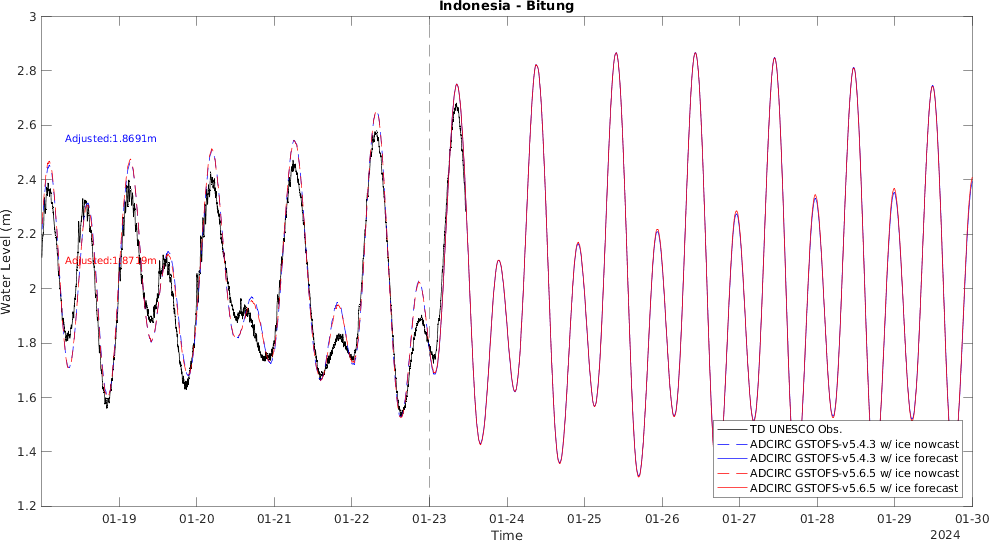 Indonesia - Bitung
Water Level (m)
3
2.8
2.6
2.4
2.2
2
1.8
1.6
1.4
1.2
Adjusted:1.8691m
Adjusted:1.8719m
TD UNESCO Obs.
ADCIRC GSTOFS-v5.4.3 w/ ice nowcast
ADCIRC GSTOFS-v5.4.3 w/ ice forecast
ADCIRC GSTOFS-v5.6.5 w/ ice nowcast
ADCIRC GSTOFS-v5.6.5 w/ ice forecast
01-19 01-20 01-21 01-22 01-23 01-24 01-25 01-26 01-27 01-28 01-29 01-30
Time
2024